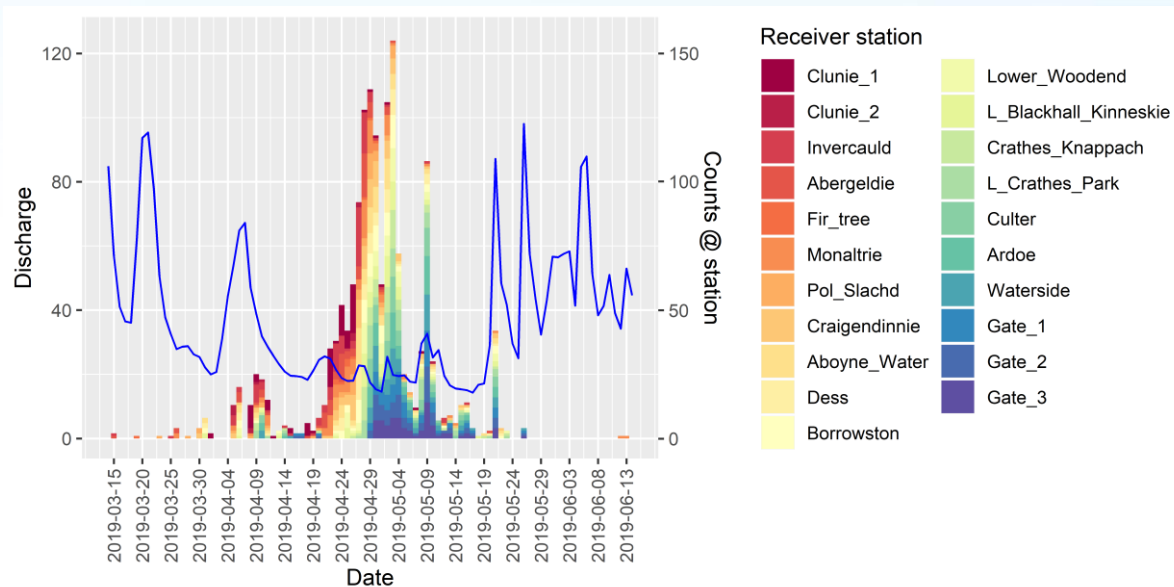 Discharge
120
80
40
0
150
100
50
0
Counts @ station
2019-03-15
2019-03-20
2019-03-25
2019-03-30
2019-04-04
2019-04-09
2019-04-14
2019-04-19
2019-04-24
2019-04-29
2019-05-04
2019-05-09
2019-05-14
2019-05-19
2019-05-24
2019-05-29
2019-06-03
2019-06-08
2019-06-13
Date
Receiver station
Clunie_1
Clunie_2
Invercauld
Abergeldie
Fir_tree
Monaltrie
Pol_Slachd
Craigendinnie
Aboyne_Water
Dess
Borrowston
Lower_Woodend
L_Blackhall_Kinneskie
Crathes_Knappach
L_Crathes_Park
Culter
Ardoe
Waterside
Gate_1
Gate_2
Gate_3